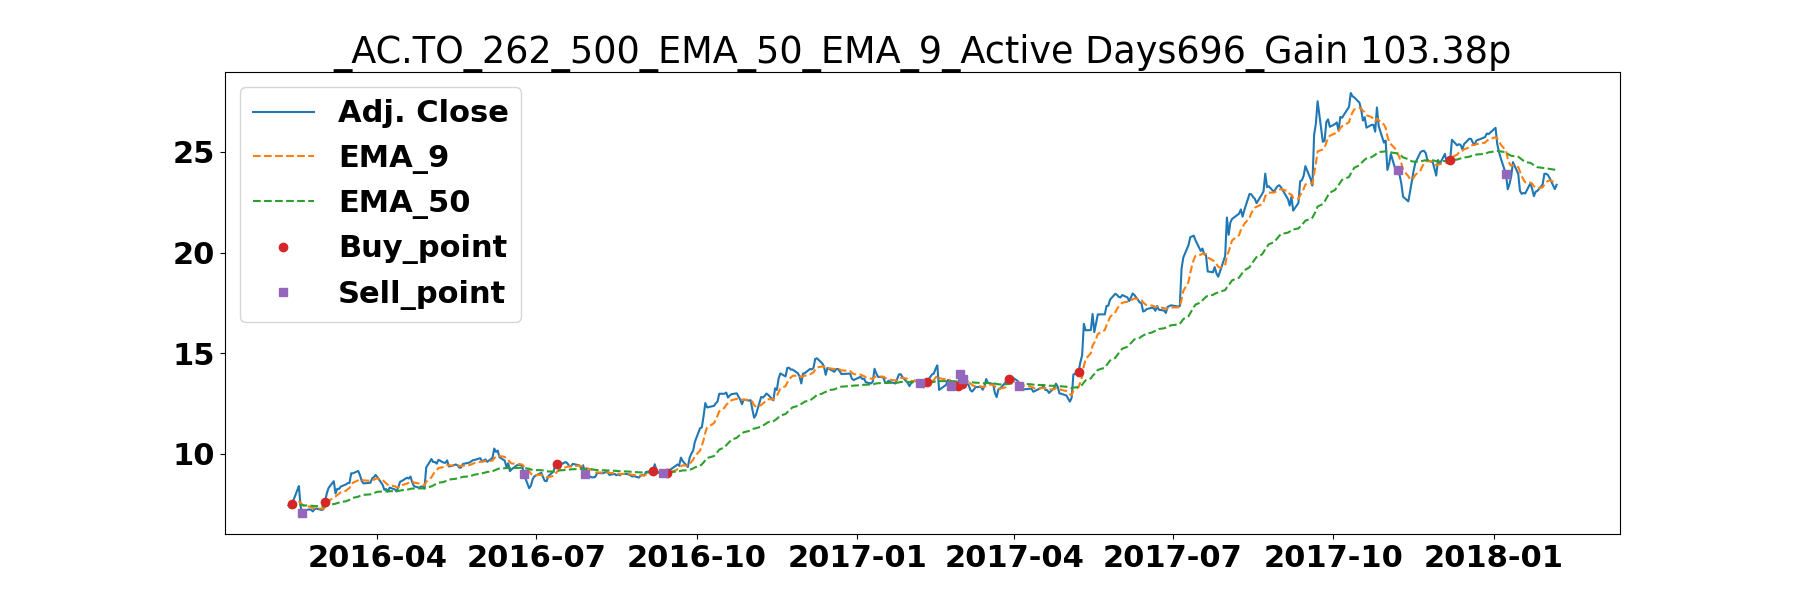 _AC.TO_262_500_EMA_50_EMA_9_Active Days696_Gain 103.38p
Adj. Close
EMA_9
EMA_50
Buy_point
Sell_point
25
20
15
10
2016-04 2016-07 2016-10 2017-01 2017-04 2017-07 2017-10 2018-01